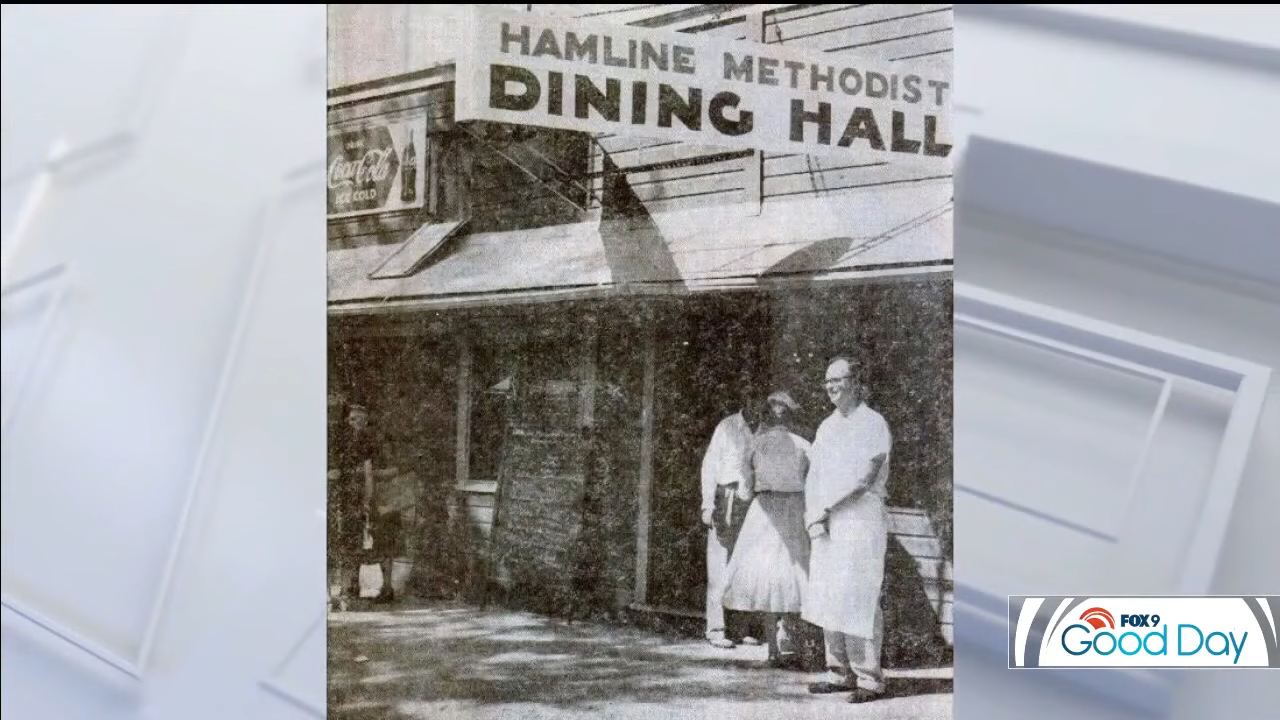 HAMLINE METHODIST
DINING HALL
Coca-Cola
ICE COLD
FOX 9
Good Day